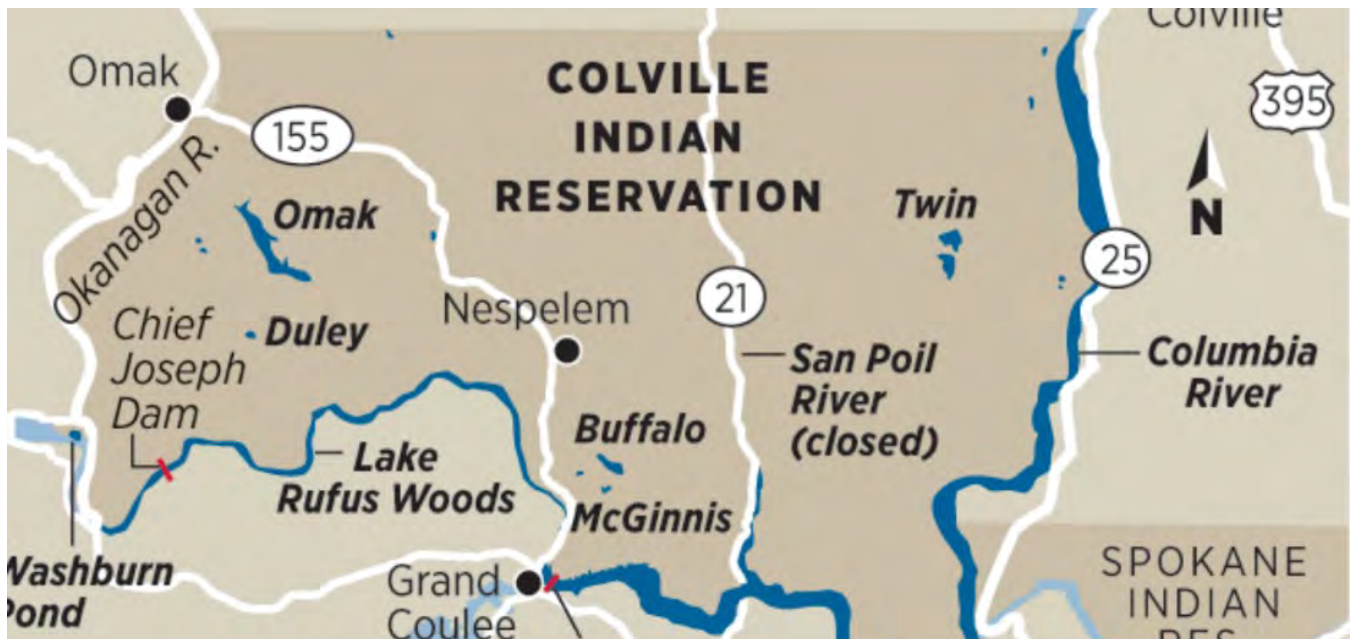 Colville
Omak
COLVILLE
INDIAN
RESERVATION
395
155
Okanagan R.
Omak
Twin
N
25
Nespelem
21
Chief
Joseph
Dam
Duley
San Poil
River
(closed)
Columbia
River
Buffalo
Lake
Rufus Woods
McGinnis
Washburn
Pond
Grand
Coulee
SPOKANE
INDIAN
RES.